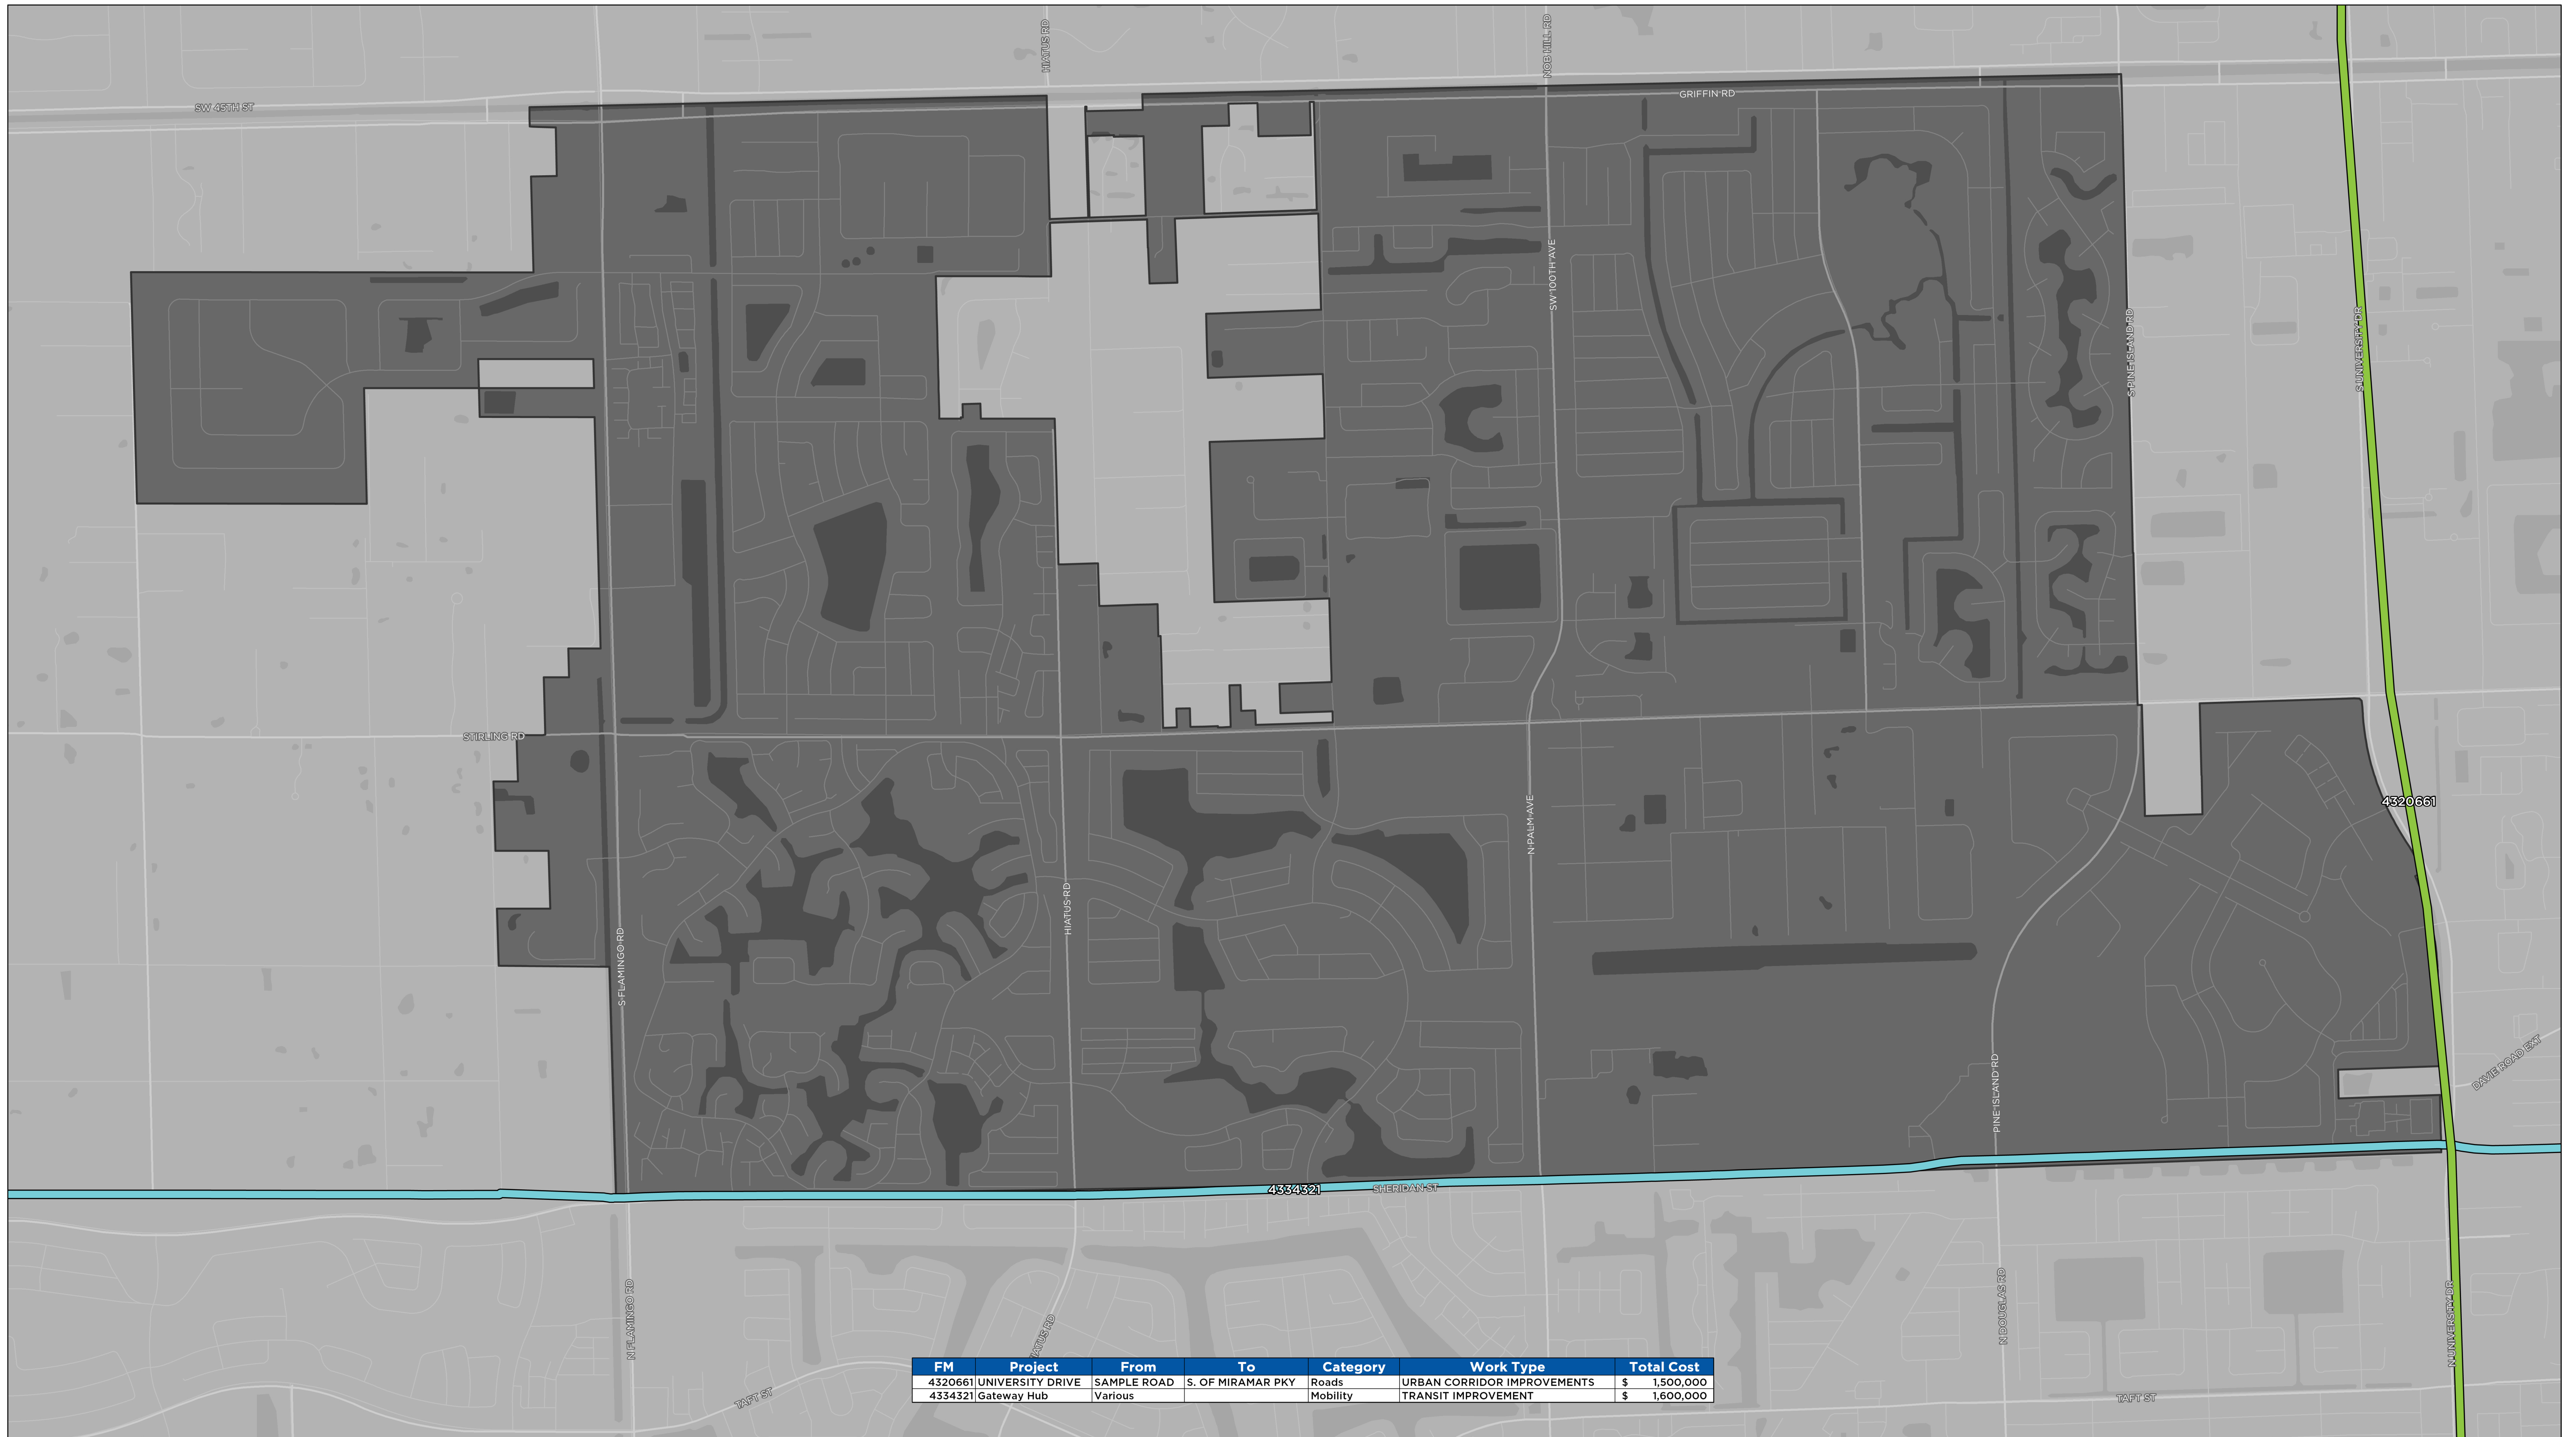 HIATUS RD
NOB HILL RD
SW 45TH ST
GRIFFIN RD
SW 100TH AVE
S PINE ISLAND RD
S UNIVERSITY DR
STIRLING RD
4320661
N PALM AVE
HIATUS RD
S FLAMINGO RD
DAVIE ROAD EXT
PINE ISLAND RD
4334321
SHERIDAN ST
N FLAMINGO RD
HIATUS RD
N DOUGLAS RD
N UNIVERSITY DR
TAFT ST
TAFT ST
FM Project From To Category Work Type Total Cost
4320661 UNIVERSITY DRIVE SAMPLE ROAD S. OF MIRAMAR PKY Roads URBAN CORRIDOR IMPROVEMENTS $ 1,500,000
4334321 Gateway Hub Various Mobility TRANSIT IMPROVEMENT $ 1,600,000